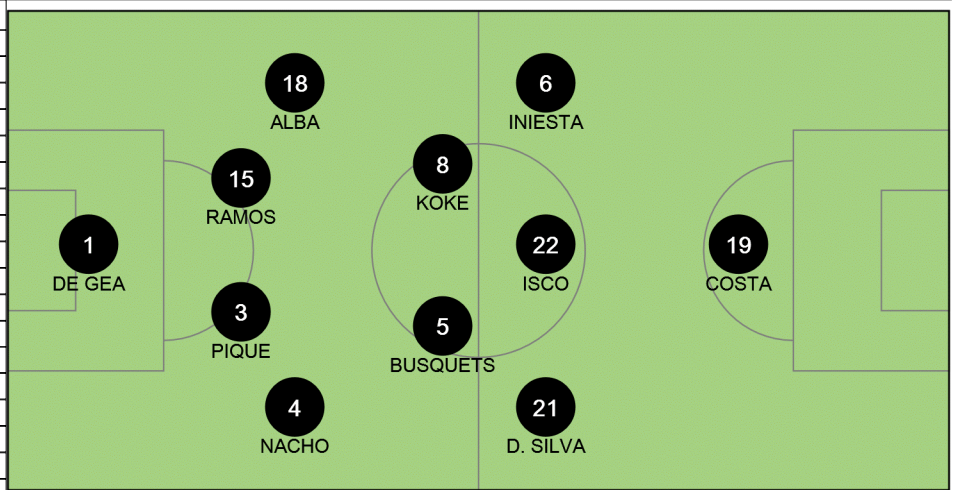 18
ALBA
6
INIESTA
15
RAMOS
8
KOKE
1
DE GEA
22
ISCO
19
COSTA
3
PIQUE
5
BUSQUETS
4
NACHO
21
D. SILVA